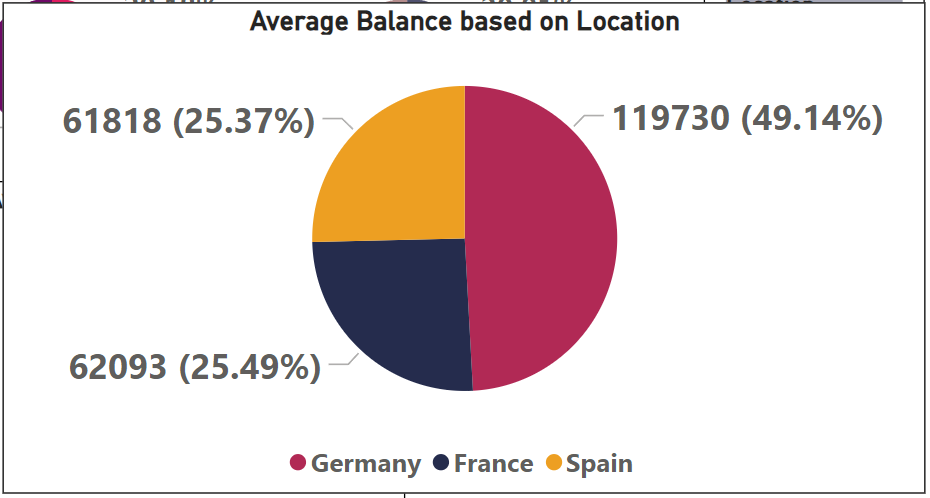 Average Balance based on Location
61818 (25.37%)
119730 (49.14%)
62093 (25.49%)
Germany France Spain